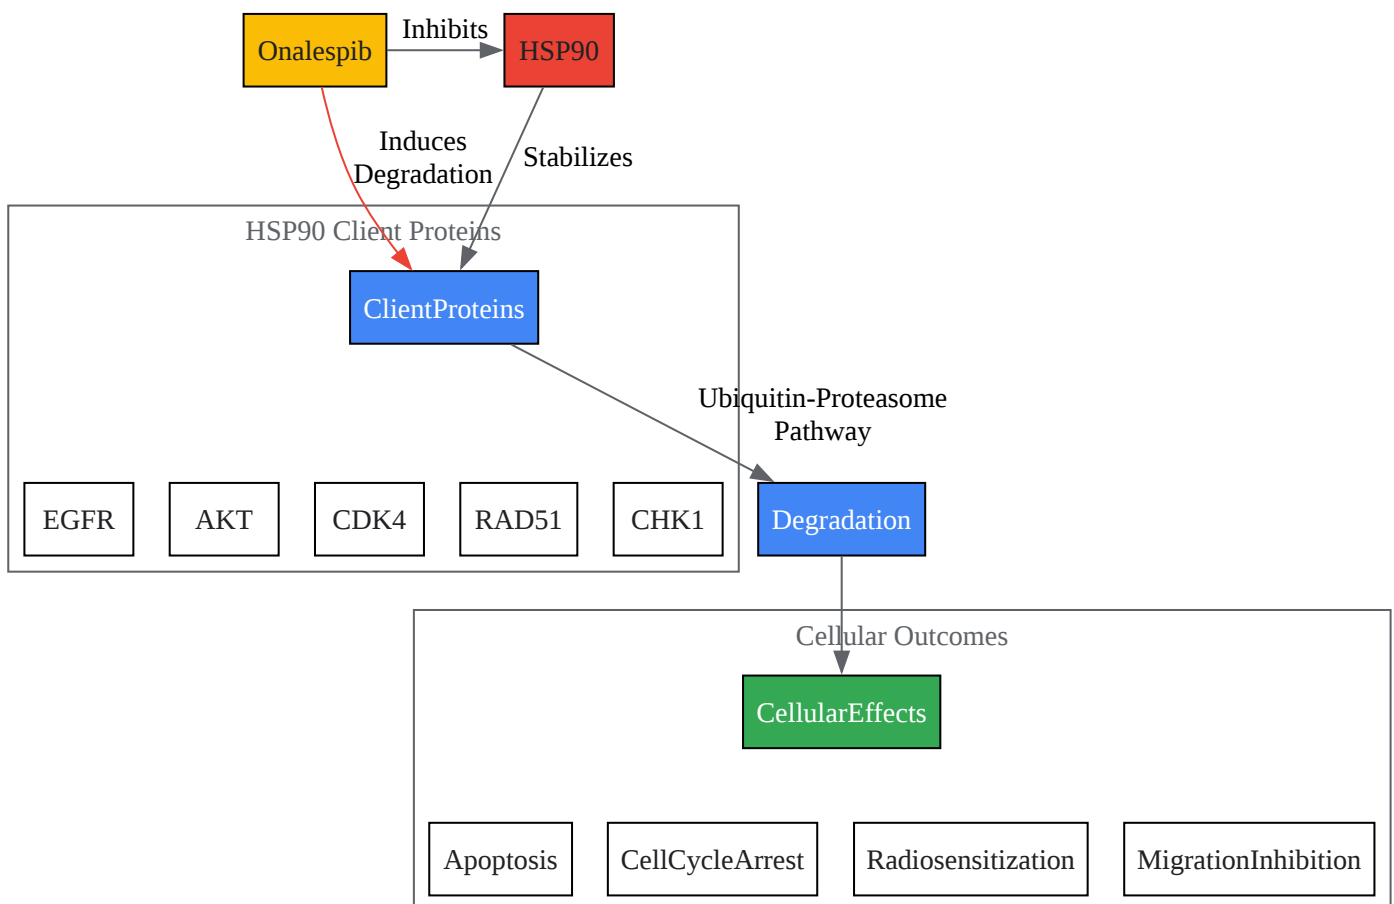 Onalespib
Inhibits
HSP90
Induces
Degradation
Stabilizes
HSP90 Client Proteins
ClientProteins
Ubiquitin-Proteasome
Pathway
EGFR
AKT
CDK4
RAD51
CHK1
Degradation
Cellular Outcomes
CellularEffects
Apoptosis
CellCycleArrest
Radiosensitization
MigrationInhibition